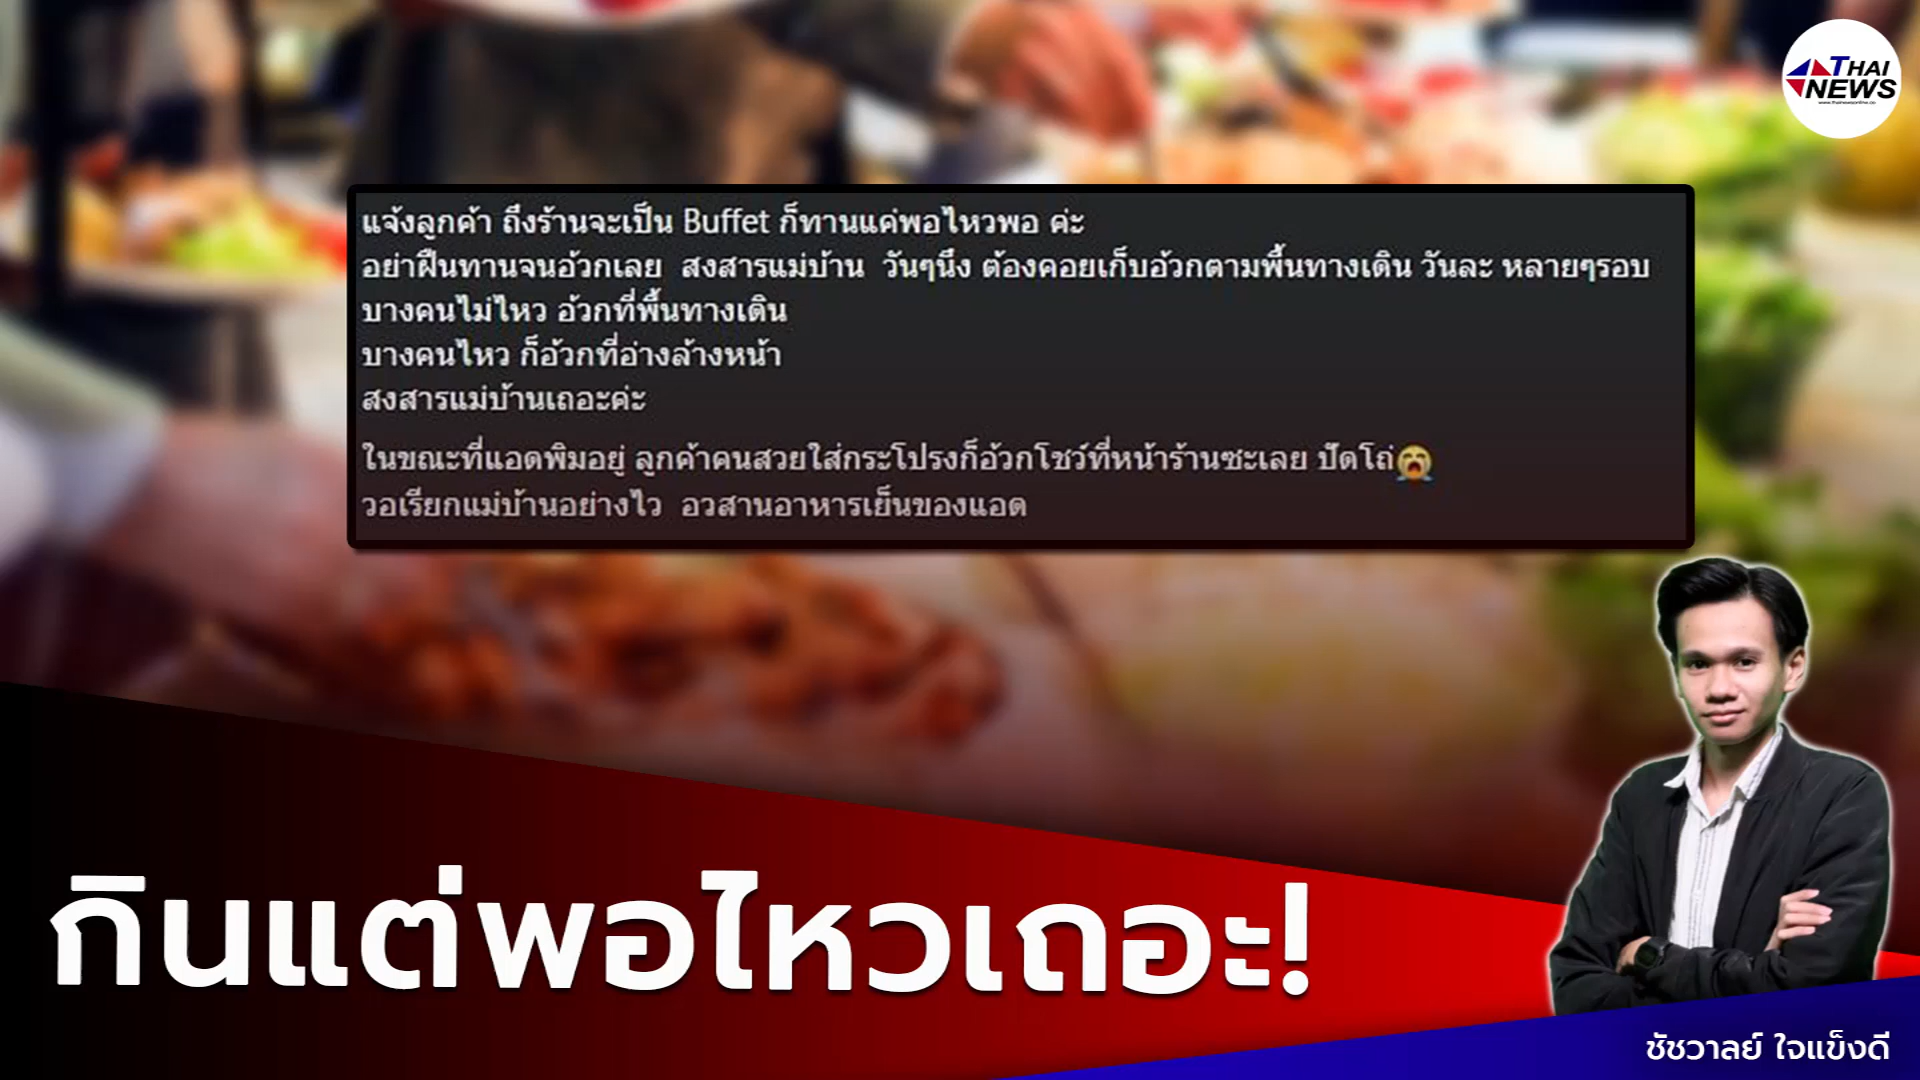 THAI
NEWS
แจ้งลูกค้า ถึงร้านจะเป็น Buffet ก็ทานแค่พอไหวพอ ค่ะ
อย่าฝืนทานจนอ้วกเลย สงสารแม่บ้าน วันๆนึง ต้องคอยเก็บอ้วกตามพื้นทางเดิน วันละ หลายๆรอบ
บางคนไม่ไหว อ้วกที่พื้นทางเดิน
บางคนไหว ก็อ้วกที่อ่างล้างหน้า
สงสารแม่บ้านเถอะค่ะ
ในขณะที่แอดพิมอยู่ ลูกค้าคนสวยใส่กระโปรงก็อ้วกโชว์ที่หน้าร้านซะเลย ปัดโถ่😭
วอเรียกแม่บ้านอย่างไว อวสานอาหารเย็นของแอด
กินแต่พอไหวเถอะ!
ชัชวาลย์ ใจแข็งดี